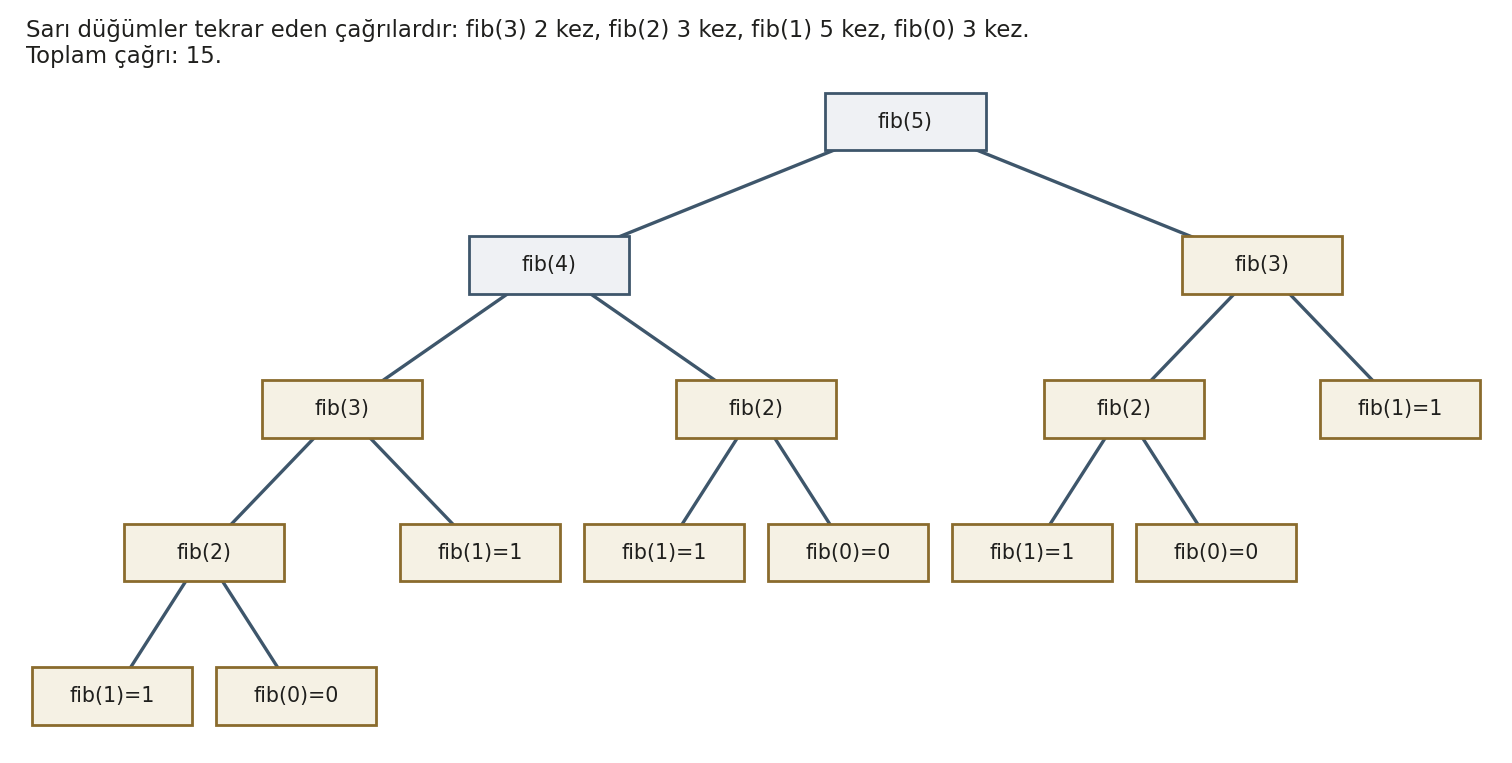 Sarı düğümler tekrar eden çağrılardır: fib(3) 2 kez, fib(2) 3 kez, fib(1) 5 kez, fib(0) 3 kez.
Toplam çağrı: 15.
fib(5)
fib(4)
fib(3)
fib(3)
fib(2)
fib(2)
fib(1)=1
fib(2)
fib(1)=1
fib(1)=1
fib(0)=0
fib(1)=1
fib(0)=0
fib(1)=1
fib(0)=0